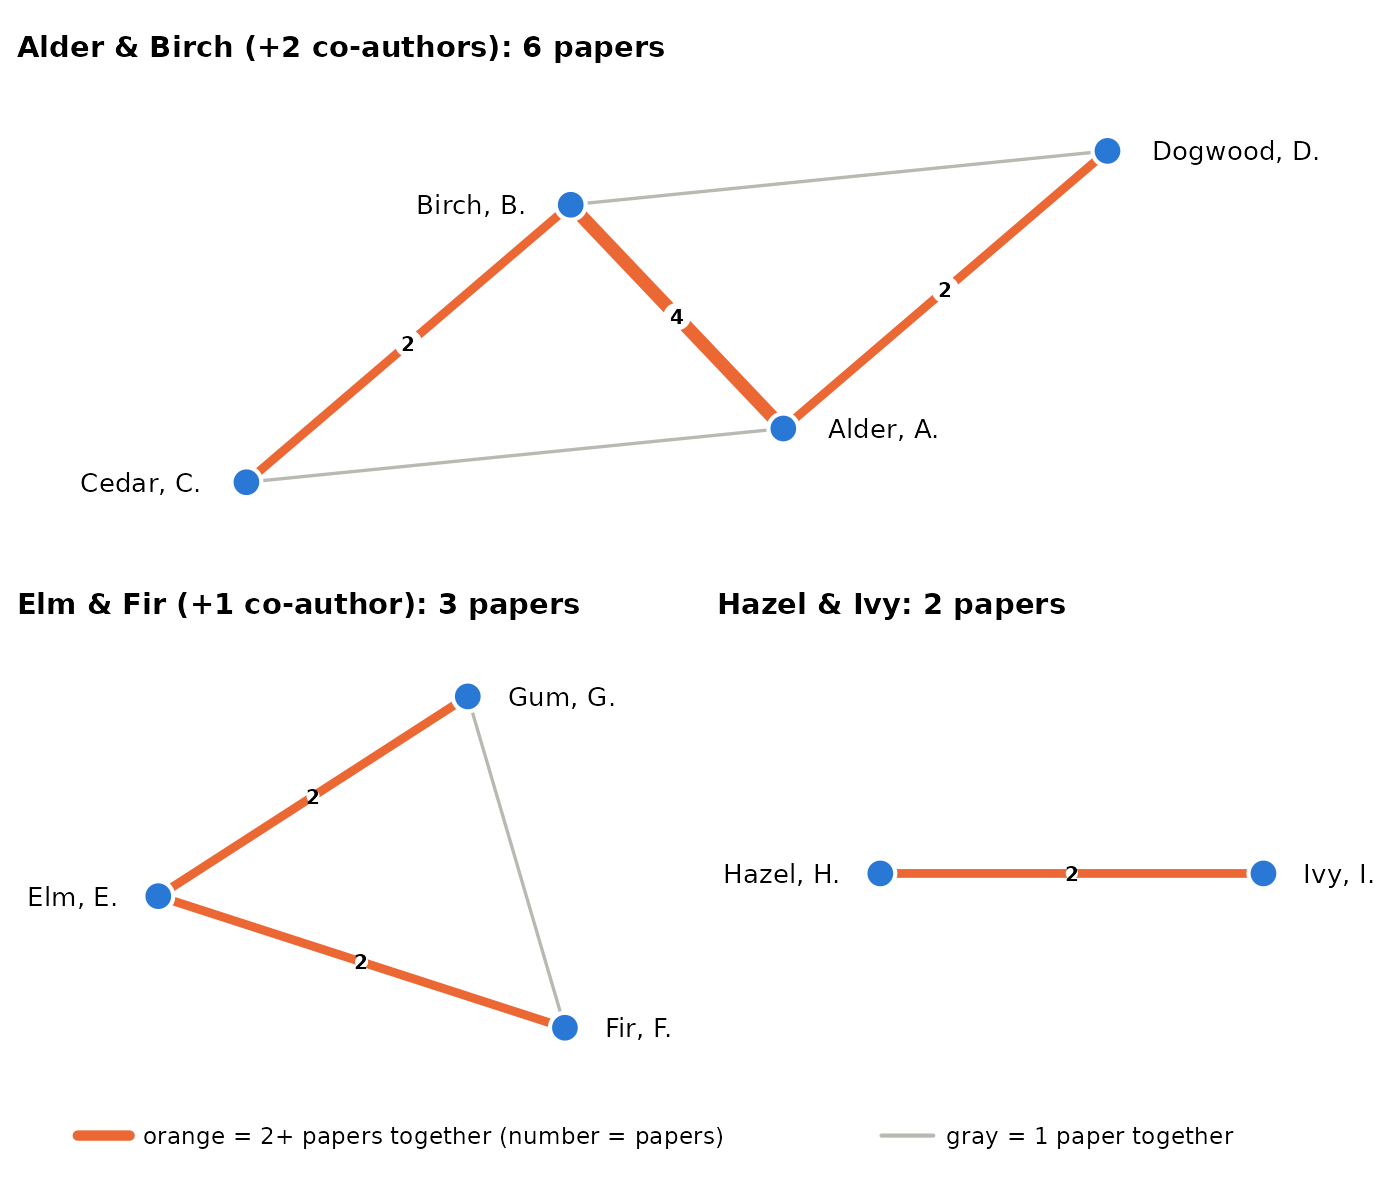 Alder & Birch (+2 co-authors): 6 papers
Dogwood, D.
Birch, B.
2
4
2
Alder, A.
Cedar, C.
Elm & Fir (+1 co-author): 3 papers
Hazel & Ivy: 2 papers
Gum, G.
2
Elm, E.
2
Fir, F.
Hazel, H.
2
Ivy, I.
orange = 2+ papers together (number = papers)
gray = 1 paper together